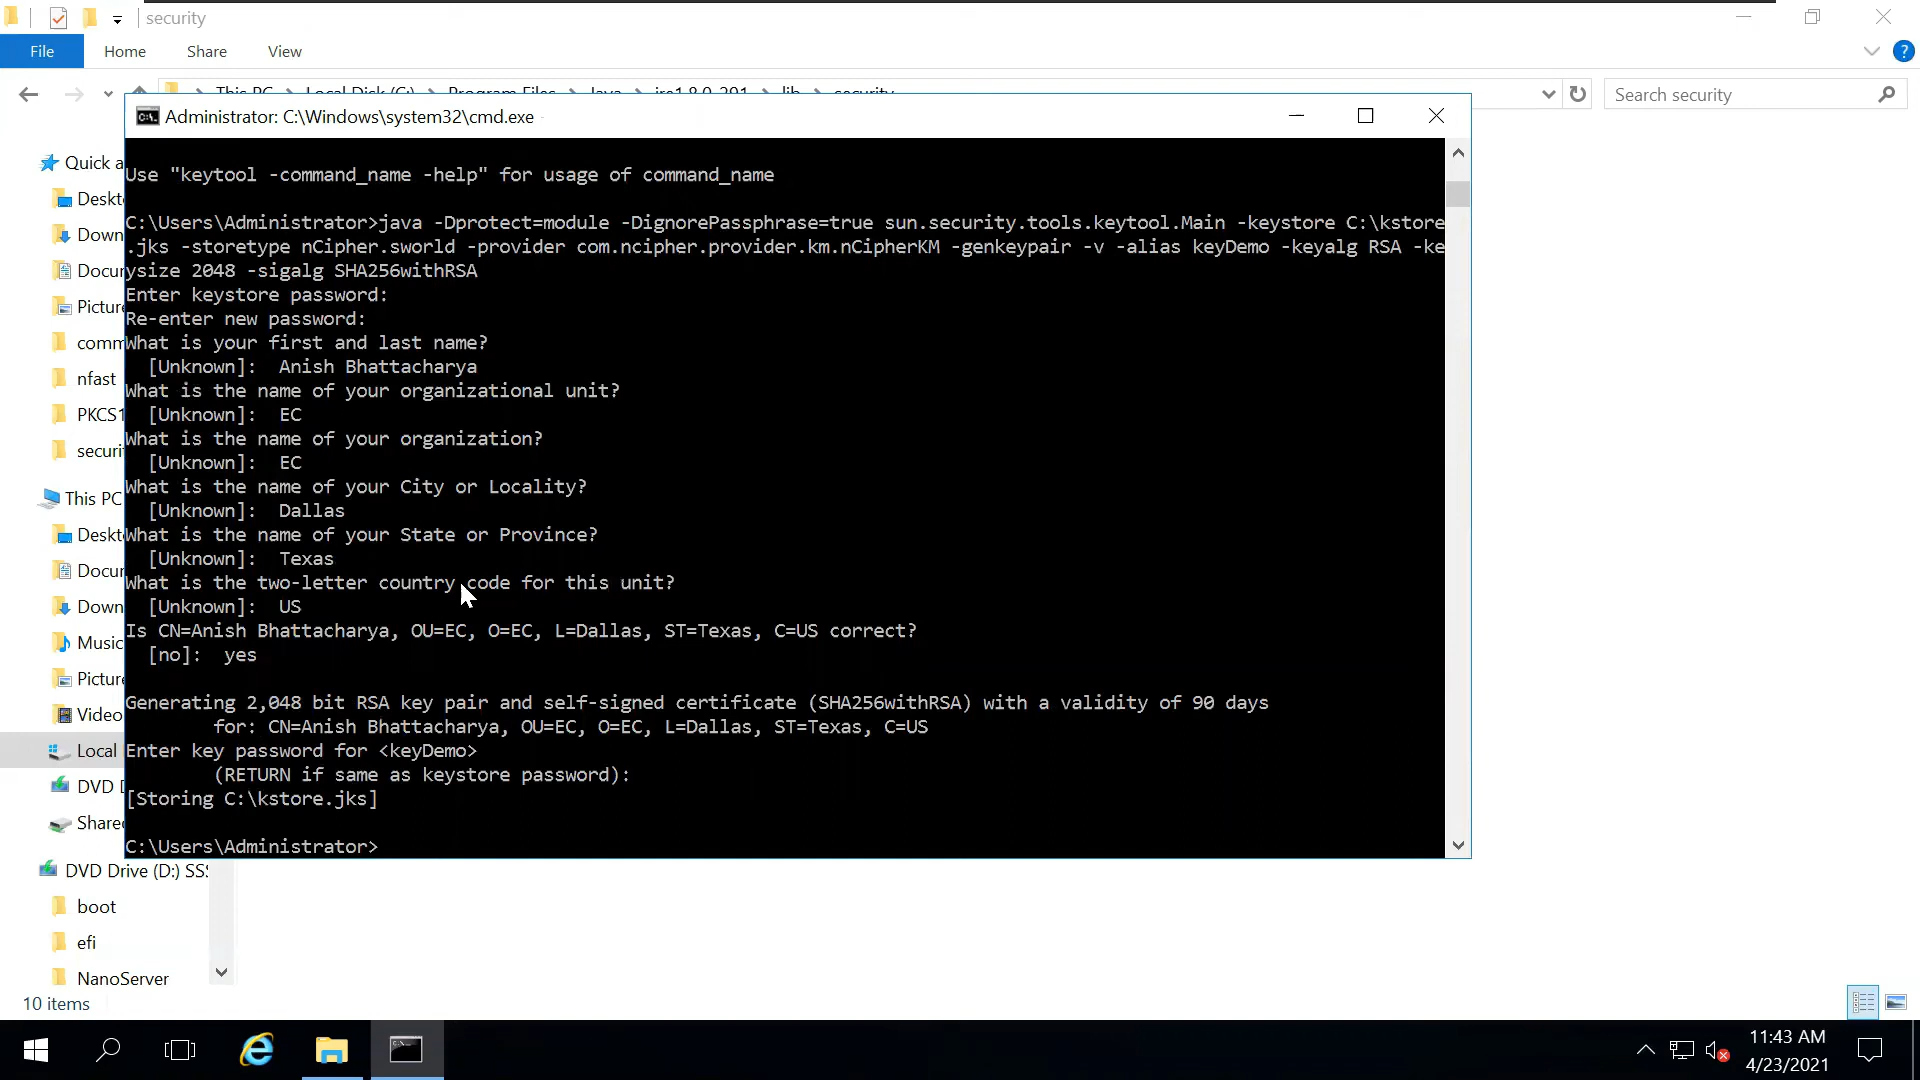 security
File Home Share View
This PC Local Disk (C:) Program Files Java jre1.8.0_291 lib security
Search security
Administrator: C:\Windows\system32\cmd.exe
Use "keytool -command_name -help" for usage of command_name
C:\Users\Administrator>java -Dprotect=module -DignorePassphrase=true sun.security.tools.keytool.Main -keystore C:\kstore
.jks -storetype nCipher.sworld -provider com.ncipher.provider.km.nCipherKM -genkeypair -v -alias keyDemo -keyalg RSA -ke
ysize 2048 -sigalg SHA256withRSA
Enter keystore password:
Re-enter new password:
What is your first and last name?
[Unknown]: Anish Bhattacharya
What is the name of your organizational unit?
[Unknown]: EC
What is the name of your organization?
[Unknown]: EC
What is the name of your City or Locality?
[Unknown]: Dallas
What is the name of your State or Province?
[Unknown]: Texas
What is the two-letter country code for this unit?
[Unknown]: US
Is CN=Anish Bhattacharya, OU=EC, O=EC, L=Dallas, ST=Texas, C=US correct?
[no]: yes
Generating 2,048 bit RSA key pair and self-signed certificate (SHA256withRSA) with a validity of 90 days
for: CN=Anish Bhattacharya, OU=EC, O=EC, L=Dallas, ST=Texas, C=US
Enter key password for <keyDemo>
(RETURN if same as keystore password):
[Storing C:\kstore.jks]
C:\Users\Administrator>
Quick a
Deskt
Down
Docu
Picture
comm
nfast
PKCS1
securi
This PC
Deskt
Docu
Down
Music
Picture
Video
Local
DVD D
Share
DVD Drive (D:) SS
boot
efi
NanoServer
10 items
11:43 AM
4/23/2021